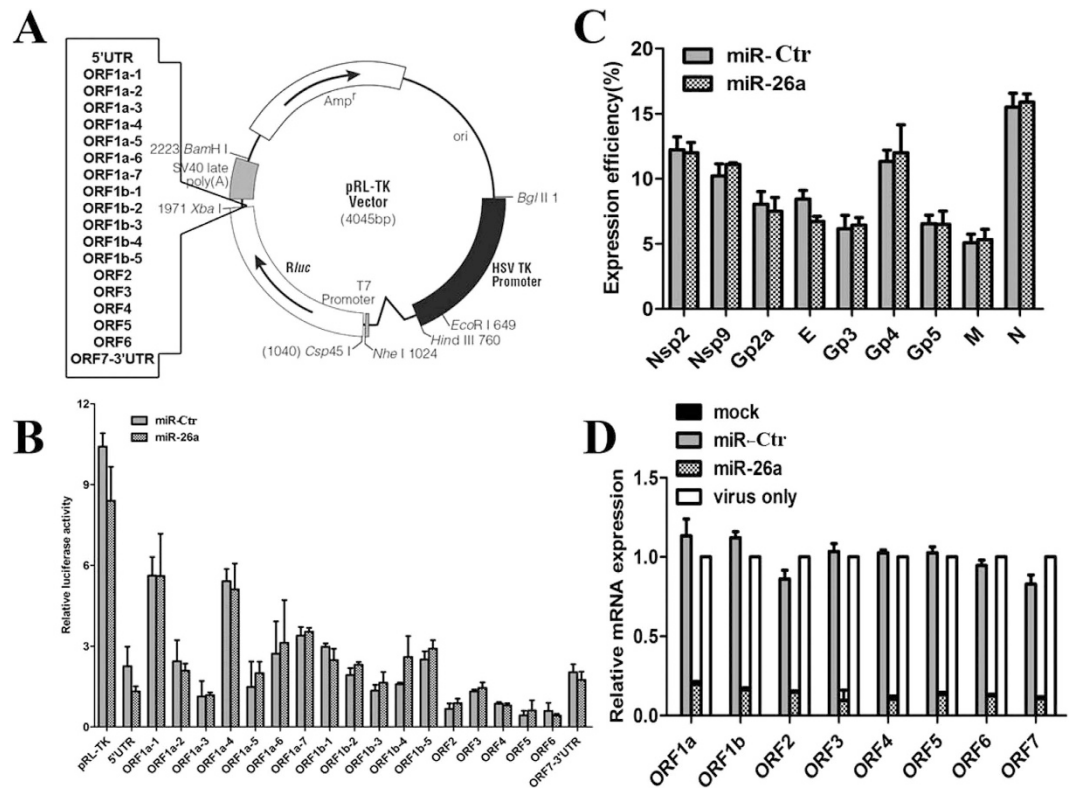 A
5'UTR
ORF1a-1
ORF1a-2
ORF1a-3
ORF1a-4
ORF1a-5
ORF1a-6
ORF1a-7
ORF1b-1
ORF1b-2
ORF1b-3
ORF1b-4
ORF1b-5
ORF2
ORF3
ORF4
ORF5
ORF6
ORF7-3'UTR
Ampr
ori
2223 BamH I
SV40 late
poly(A)
1971 Xba I
pRL-TK
Vector
(4045bp)
Bgl II 1
Rluc
HSV TK
Promoter
T7
Promoter
EcoR I 649
Hind III 760
Nhe I 1024
(1040) Csp45 I
B
miR-Ctr
miR-26a
Relative luciferase activity
12
9
6
3
0
pRL-TK
5'UTR
ORF1a-1
ORF1a-2
ORF1a-3
ORF1a-4
ORF1a-5
ORF1a-6
ORF1a-7
ORF1b-1
ORF1b-2
ORF1b-3
ORF1b-4
ORF1b-5
ORF2
ORF3
ORF4
ORF5
ORF6
ORF7-3'UTR
C
miR-Ctr
miR-26a
Expression efficiency(%)
20
15
10
5
0
Nsp2
Nsp9
Gp2a
E
Gp3
Gp4
Gp5
M
N
D
mock
miR-Ctr
miR-26a
virus only
Relative mRNA expression
1.5
1.0
0.5
0.0
ORF1a
ORF1b
ORF2
ORF3
ORF4
ORF5
ORF6
ORF7